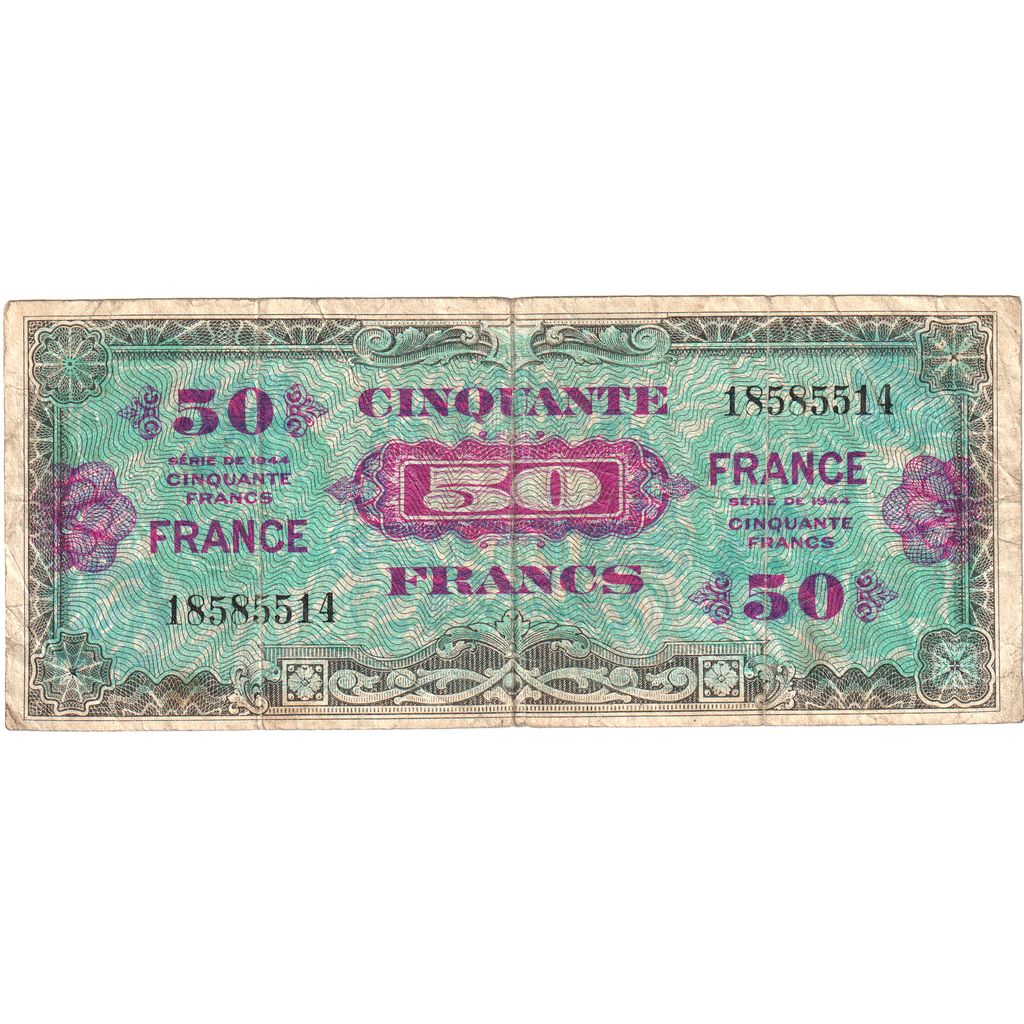 50
SÉRIE DE 1944
CINQUANTE
FRANCS
FRANCE
18585514
CINQUANTE
50
FRANCS
18585514
FRANCE
SÉRIE DE 1944
CINQUANTE
FRANCS
50